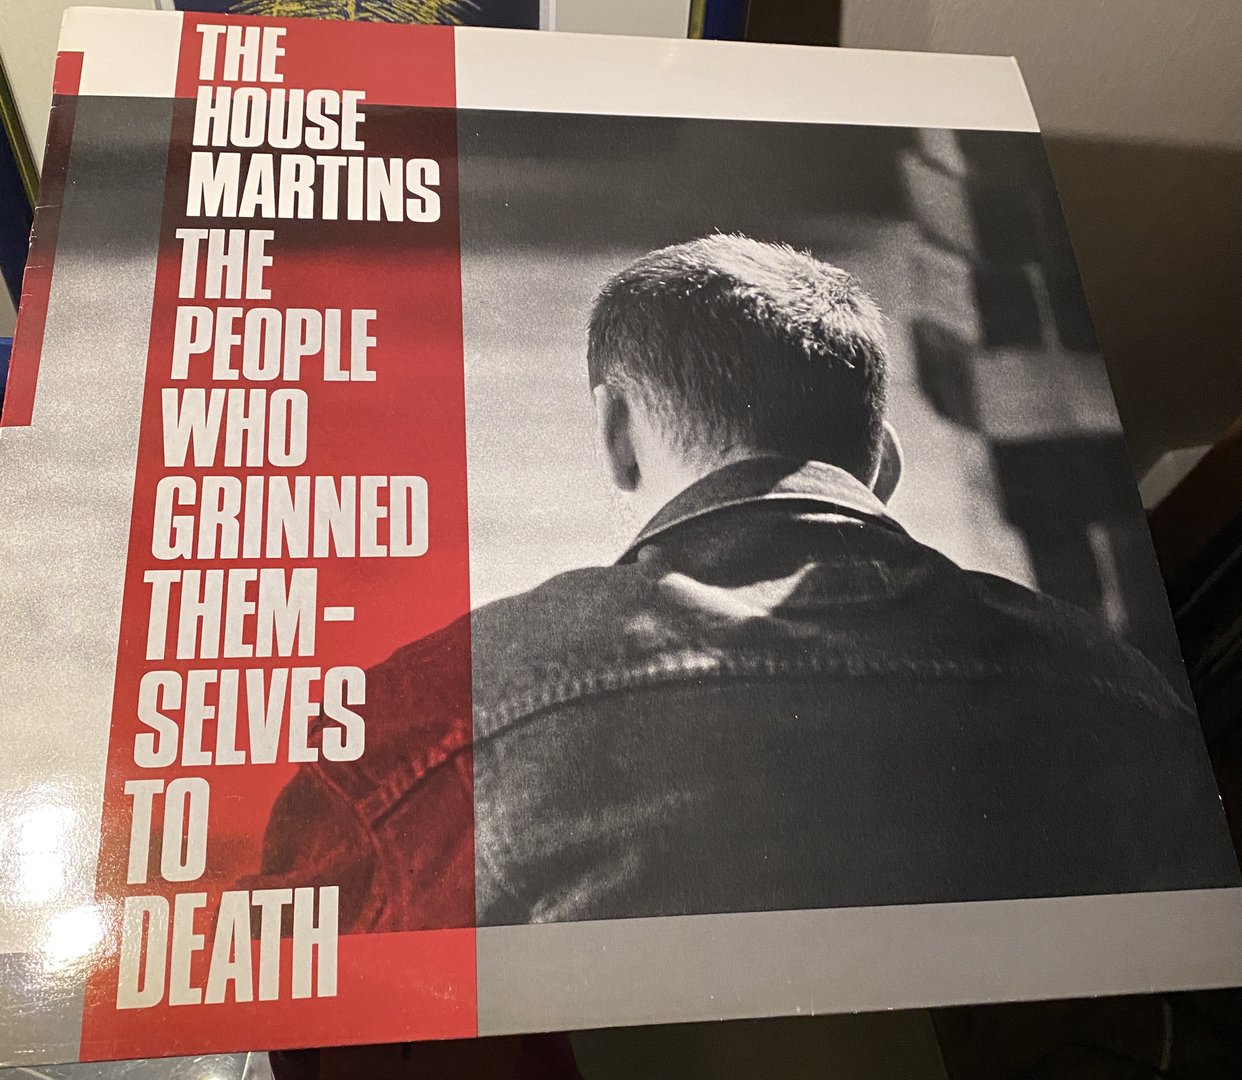 THE
HOUSE
MARTINS
THE
PEOPLE
WHO
GRINNED
THEM-
SELVES
TO
DEATH